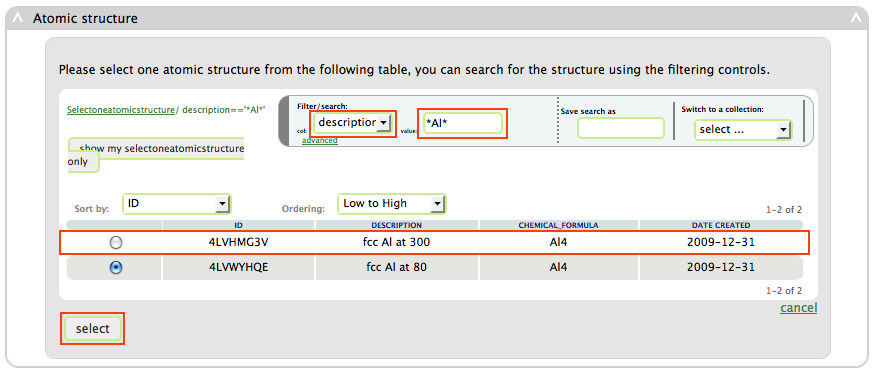 Atomic structure
Please select one atomic structure from the following table, you can search for the structure using the filtering controls.
Selectoneatomicstructure/ description=="*Al*"
Filter/search:
col: description value: *Al*
advanced
Save search as
Switch to a collection:
select ...
show my selectoneatomicstructure
only
Sort by: ID Ordering: Low to High 1-2 of 2
ID DESCRIPTION CHEMICAL_FORMULA DATE CREATED
4LVHMG3V fcc Al at 300 Al4 2009-12-31
4LVWYHQE fcc Al at 80 Al4 2009-12-31
1-2 of 2
cancel
select